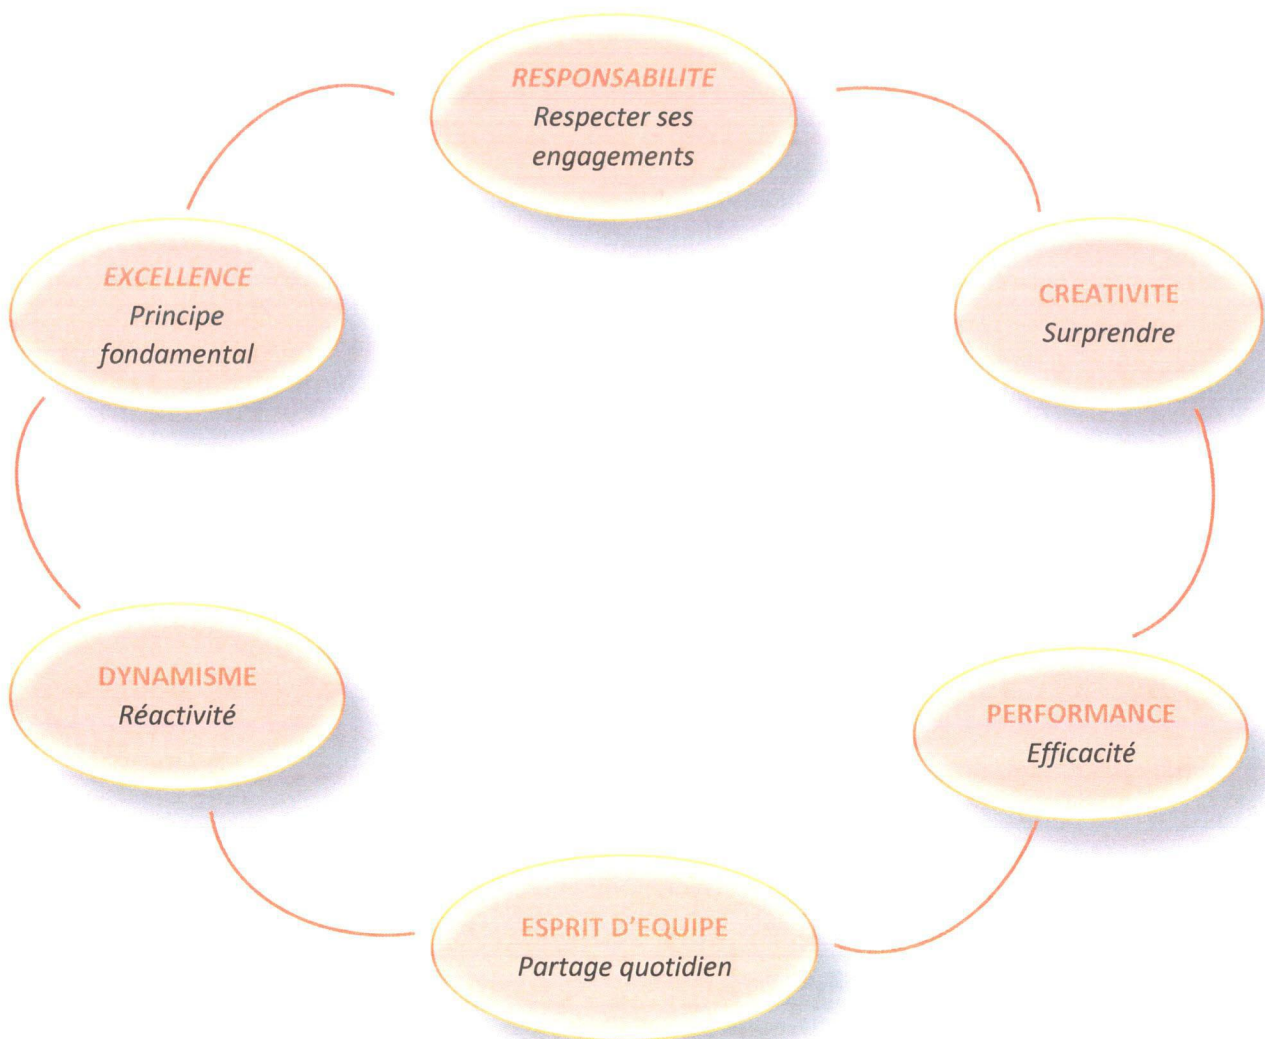 RESPONSABILITE
Respecter ses
engagements
EXCELLENCE
Principe
fondamental
CREATIVITE
Surprendre
DYNAMISME
Réactivité
PERFORMANCE
Efficacité
ESPRIT D'EQUIPE
Partage quotidien